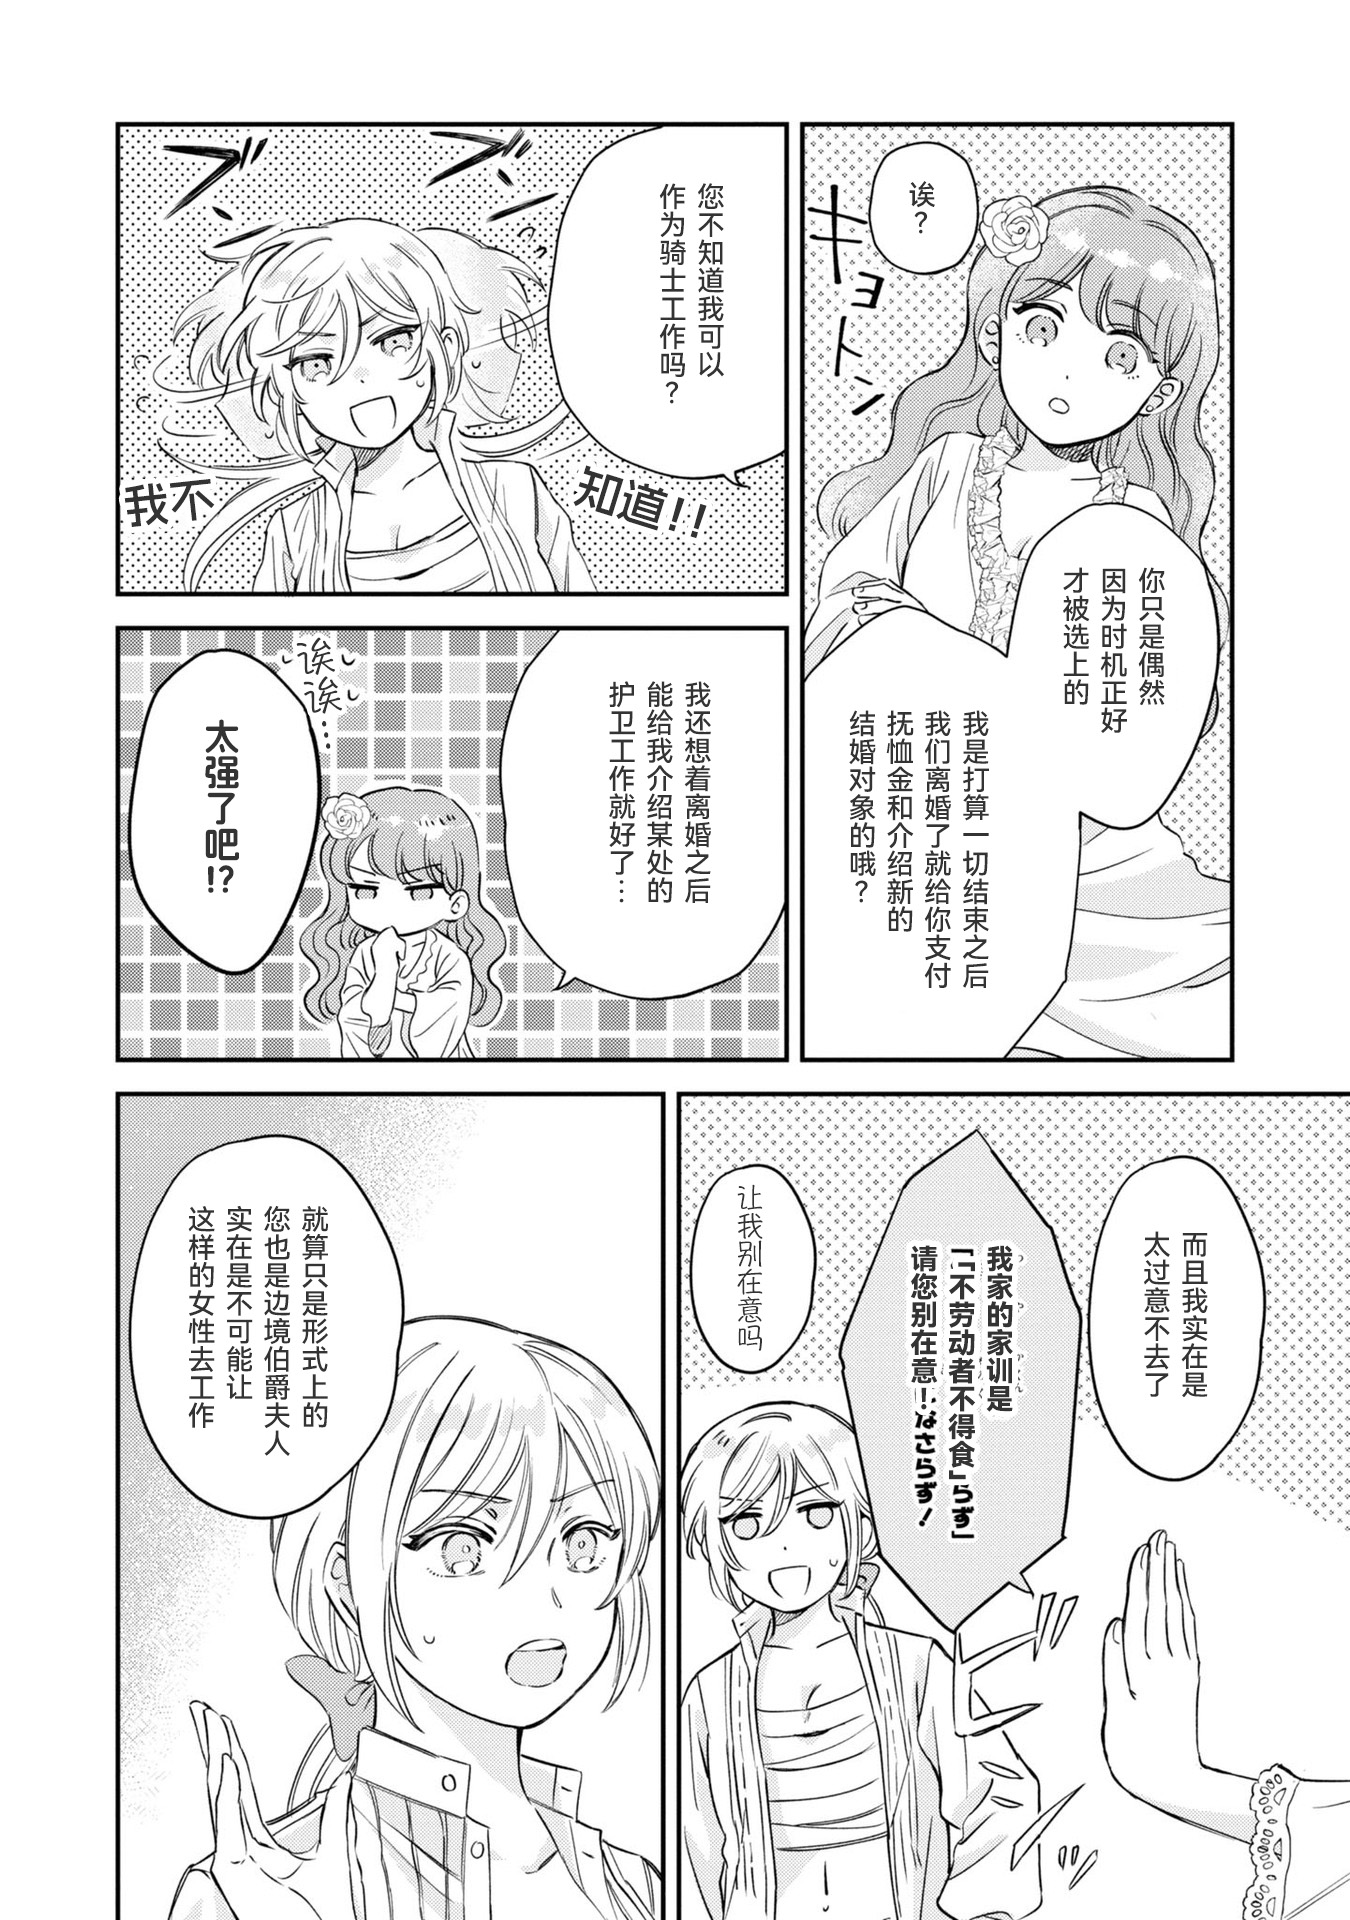 诶？
キョトン
你只是偶然
因为时机正好
才被选上的
我是打算一切结束之后
我们离婚了就给你支付
抚恤金和介绍新的
结婚对象的哦？
您不知道我可以
作为骑士工作吗？
ブン
ブン
我不
知道！！
我还想着离婚之后
能给我介绍某处的
护卫工作就好了…
诶
诶…
太强了吧！？
而且我实在是
太过意不去了
我家的家训是
「「不劳动者不得食」らず」
请您别在意！なさらず！
让我别在意吗
就算只是形式上的
您也是边境伯爵夫人
实在是不可能让
这样的女性去工作